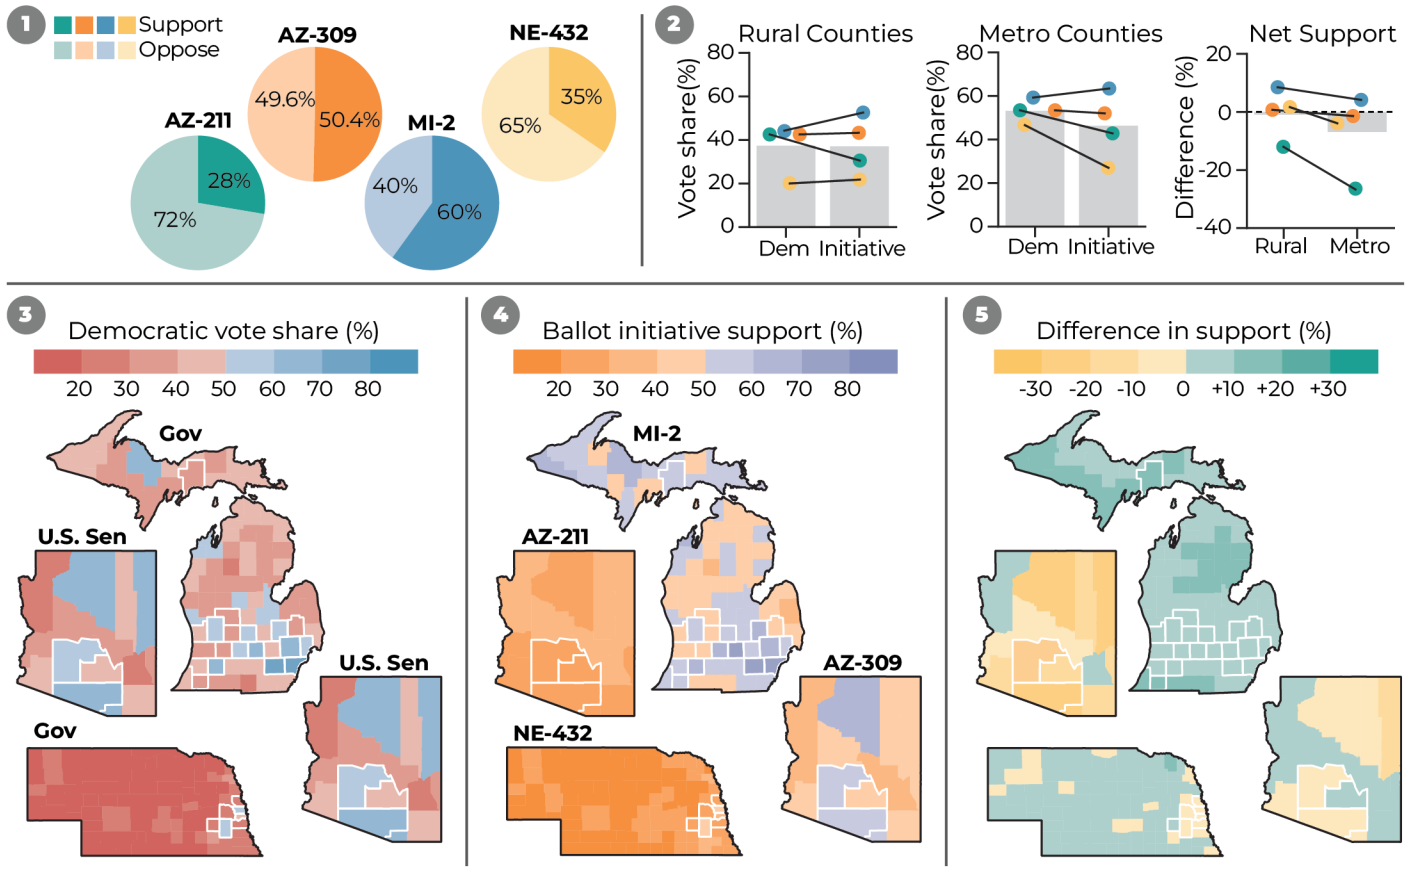 1
Support
Oppose
AZ-211
28%
72%
AZ-309
49.6%
50.4%
MI-2
40%
60%
NE-432
35%
65%
2
Rural Counties
Vote share(%)
80
60
40
20
0
Dem Initiative
Metro Counties
Vote share(%)
80
60
40
20
0
Dem Initiative
Net Support
Difference (%)
20
0
-20
-40
Rural Metro
3
Democratic vote share (%)
20 30 40 50 60 70 80
Gov
U.S. Sen
U.S. Sen
Gov
4
Ballot initiative support (%)
20 30 40 50 60 70 80
MI-2
AZ-211
AZ-309
NE-432
5
Difference in support (%)
-30 -20 -10 0 +10 +20 +30